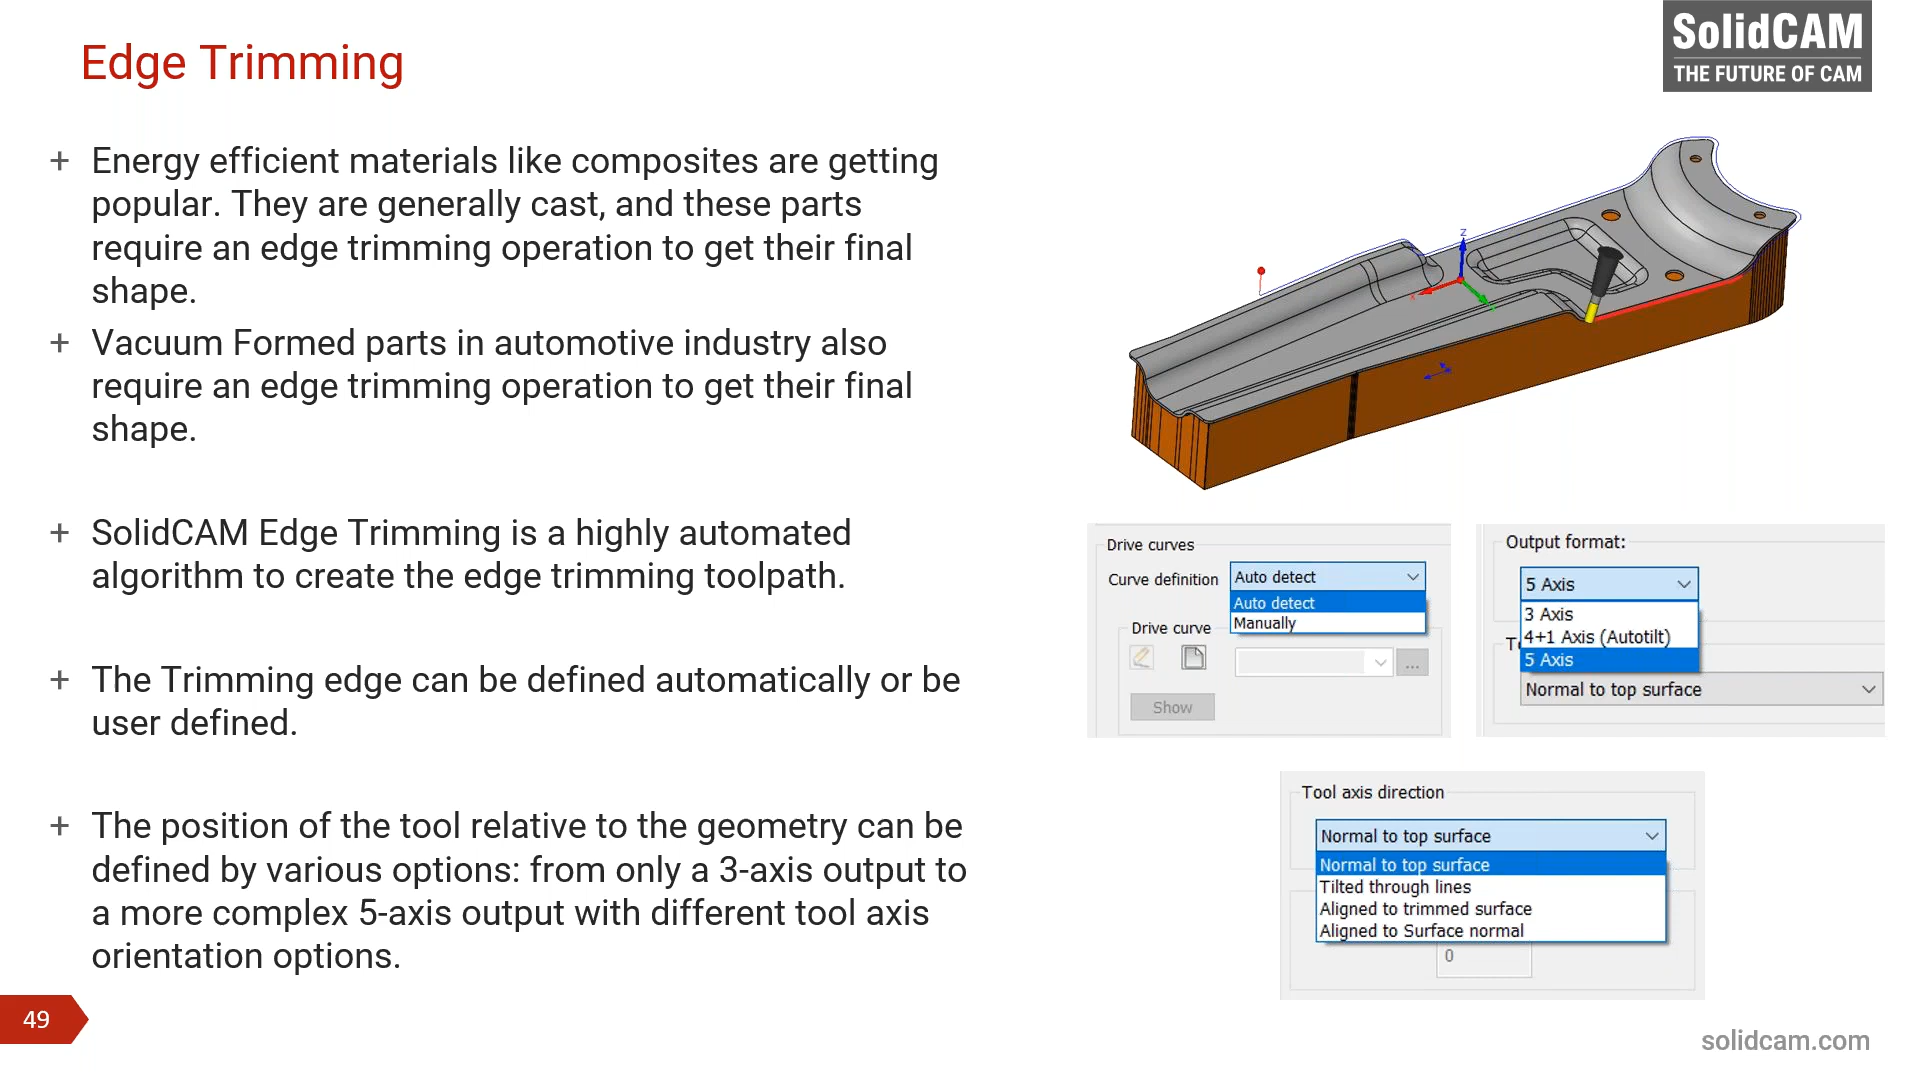 Edge Trimming
SolidCAM
THE FUTURE OF CAM
+ Energy efficient materials like composites are getting
popular. They are generally cast, and these parts
require an edge trimming operation to get their final
shape.
+ Vacuum Formed parts in automotive industry also
require an edge trimming operation to get their final
shape.
+ SolidCAM Edge Trimming is a highly automated
algorithm to create the edge trimming toolpath.
+ The Trimming edge can be defined automatically or be
user defined.
+ The position of the tool relative to the geometry can be
defined by various options: from only a 3-axis output to
a more complex 5-axis output with different tool axis
orientation options.
Z
X
Drive curves
Curve definition Auto detect
Auto detect
Manually
Drive curve
...
Show
Output format:
5 Axis
3 Axis
4+1 Axis (Autotilt)
5 Axis
Normal to top surface
Tool axis direction
Normal to top surface
Normal to top surface
Tilted through lines
Aligned to trimmed surface
Aligned to Surface normal
0
49
solidcam.com